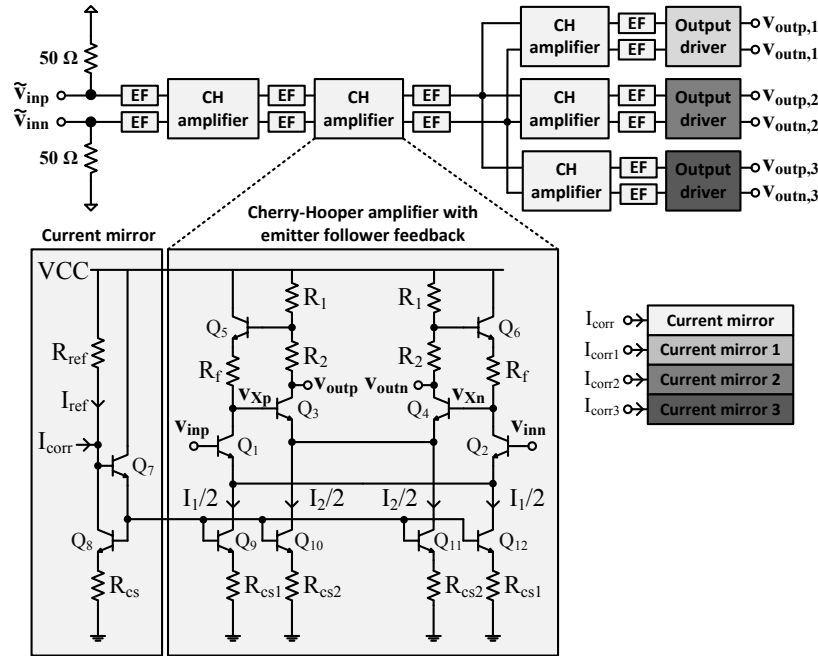 50 Ω
ṽinp
ṽinn
50 Ω
EF
EF
CH amplifier
EF
EF
CH amplifier
EF
EF
CH amplifier
EF
EF
Output driver
voutp,1
voutn,1
CH amplifier
EF
EF
Output driver
voutp,2
voutn,2
CH amplifier
EF
EF
Output driver
voutp,3
voutn,3
Current mirror
Cherry-Hooper amplifier with
emitter follower feedback
VCC
Rref
Iref
Icorr
Q7
Q8
Rcs
Q5
R1
R1
Q6
Rf
R2
R2
Rf
voutp
voutn
vXp
Q3
Q4
vXn
vinp
Q1
Q2
vinn
I1/2
I2/2
I2/2
I1/2
Q9
Q10
Q11
Q12
Rcs1
Rcs2
Rcs2
Rcs1
Icorr
Current mirror
Icorr1
Current mirror 1
Icorr2
Current mirror 2
Icorr3
Current mirror 3